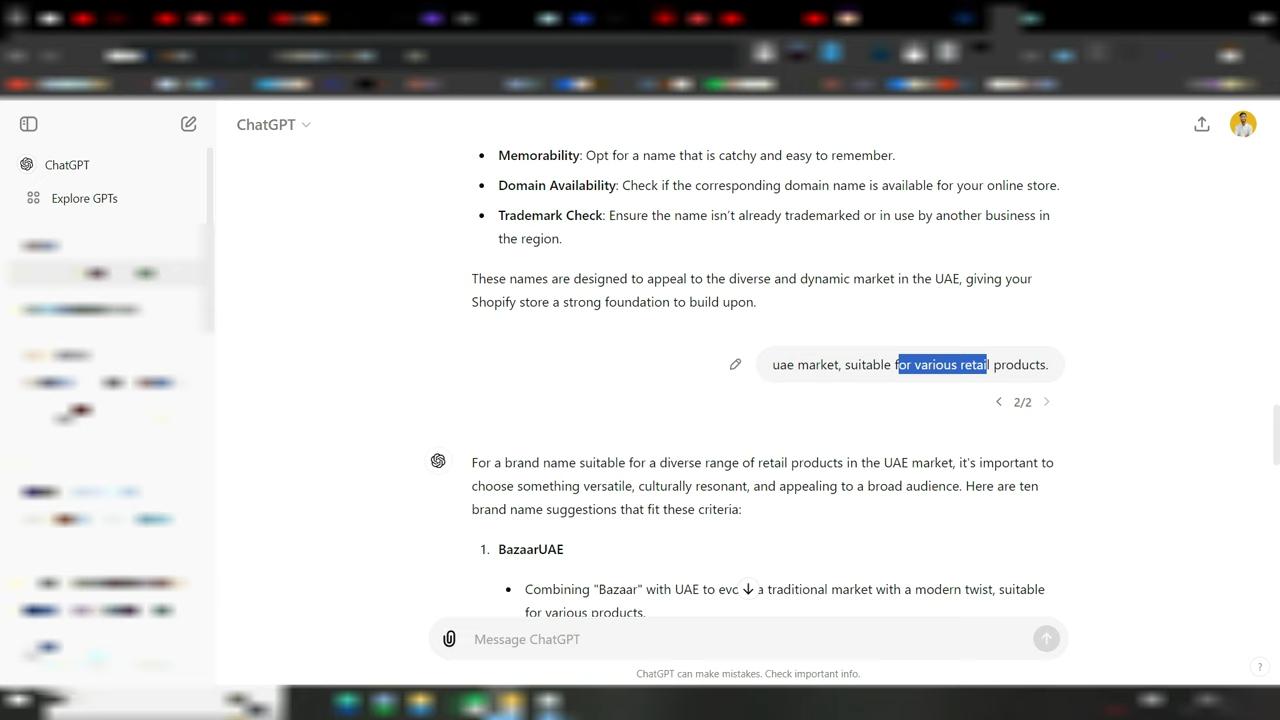 ChatGPT
ChatGPT
Explore GPTs
Memorability: Opt for a name that is catchy and easy to remember.
Domain Availability: Check if the corresponding domain name is available for your online store.
Trademark Check: Ensure the name isn't already trademarked or in use by another business in
the region.
These names are designed to appeal to the diverse and dynamic market in the UAE, giving your
Shopify store a strong foundation to build upon.
uae market, suitable for various retail products.
2/2
For a brand name suitable for a diverse range of retail products in the UAE market, it's important to
choose something versatile, culturally resonant, and appealing to a broad audience. Here are ten
brand name suggestions that fit these criteria:
1. BazaarUAE
Combining "Bazaar" with UAE to a traditional market with a modern twist, suitable
for various products.
Message ChatGPT
ChatGPT can make mistakes. Check important info.
?